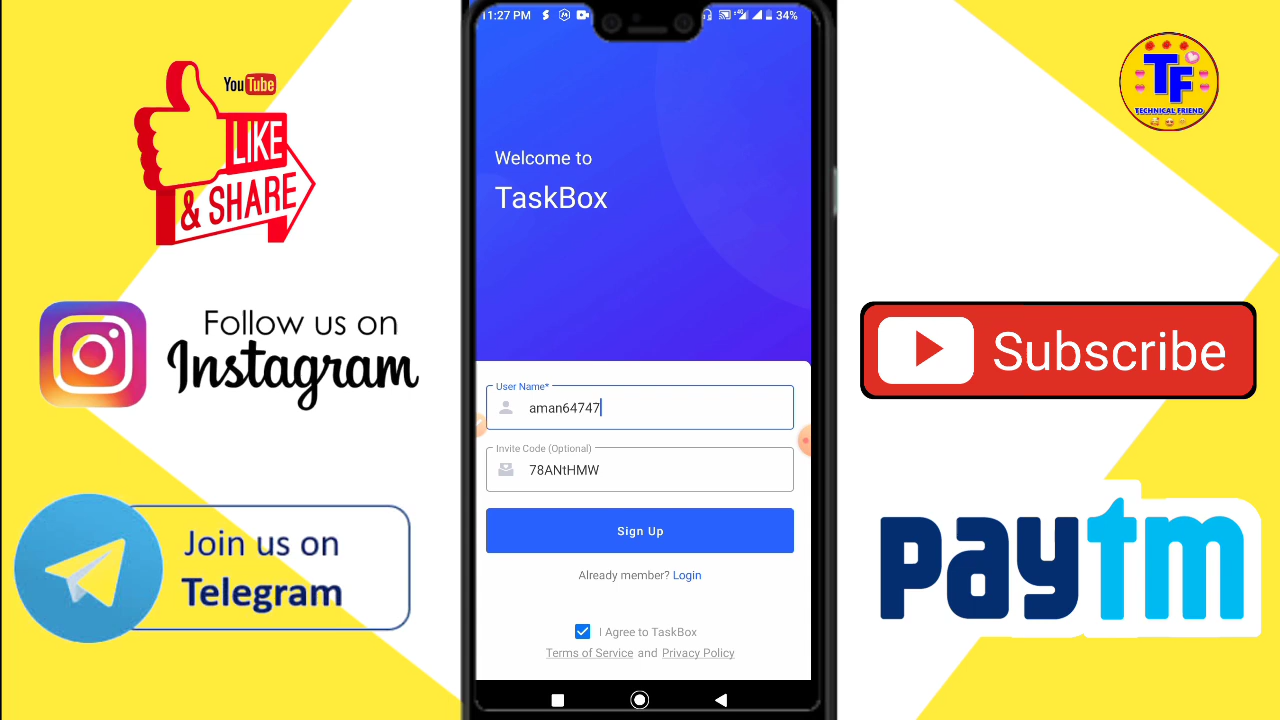 11:27 PM
4G
34%
YouTube
LIKE
& SHARE
TF
TECHNICAL FRIENDS
Welcome to
TaskBox
Follow us on
Instagram
Subscribe
User Name*
aman64747
Invite Code (Optional)
78ANtHMW
Sign Up
Already member? Login
Join us on
Telegram
paytm
I Agree to TaskBox
Terms of Service and Privacy Policy